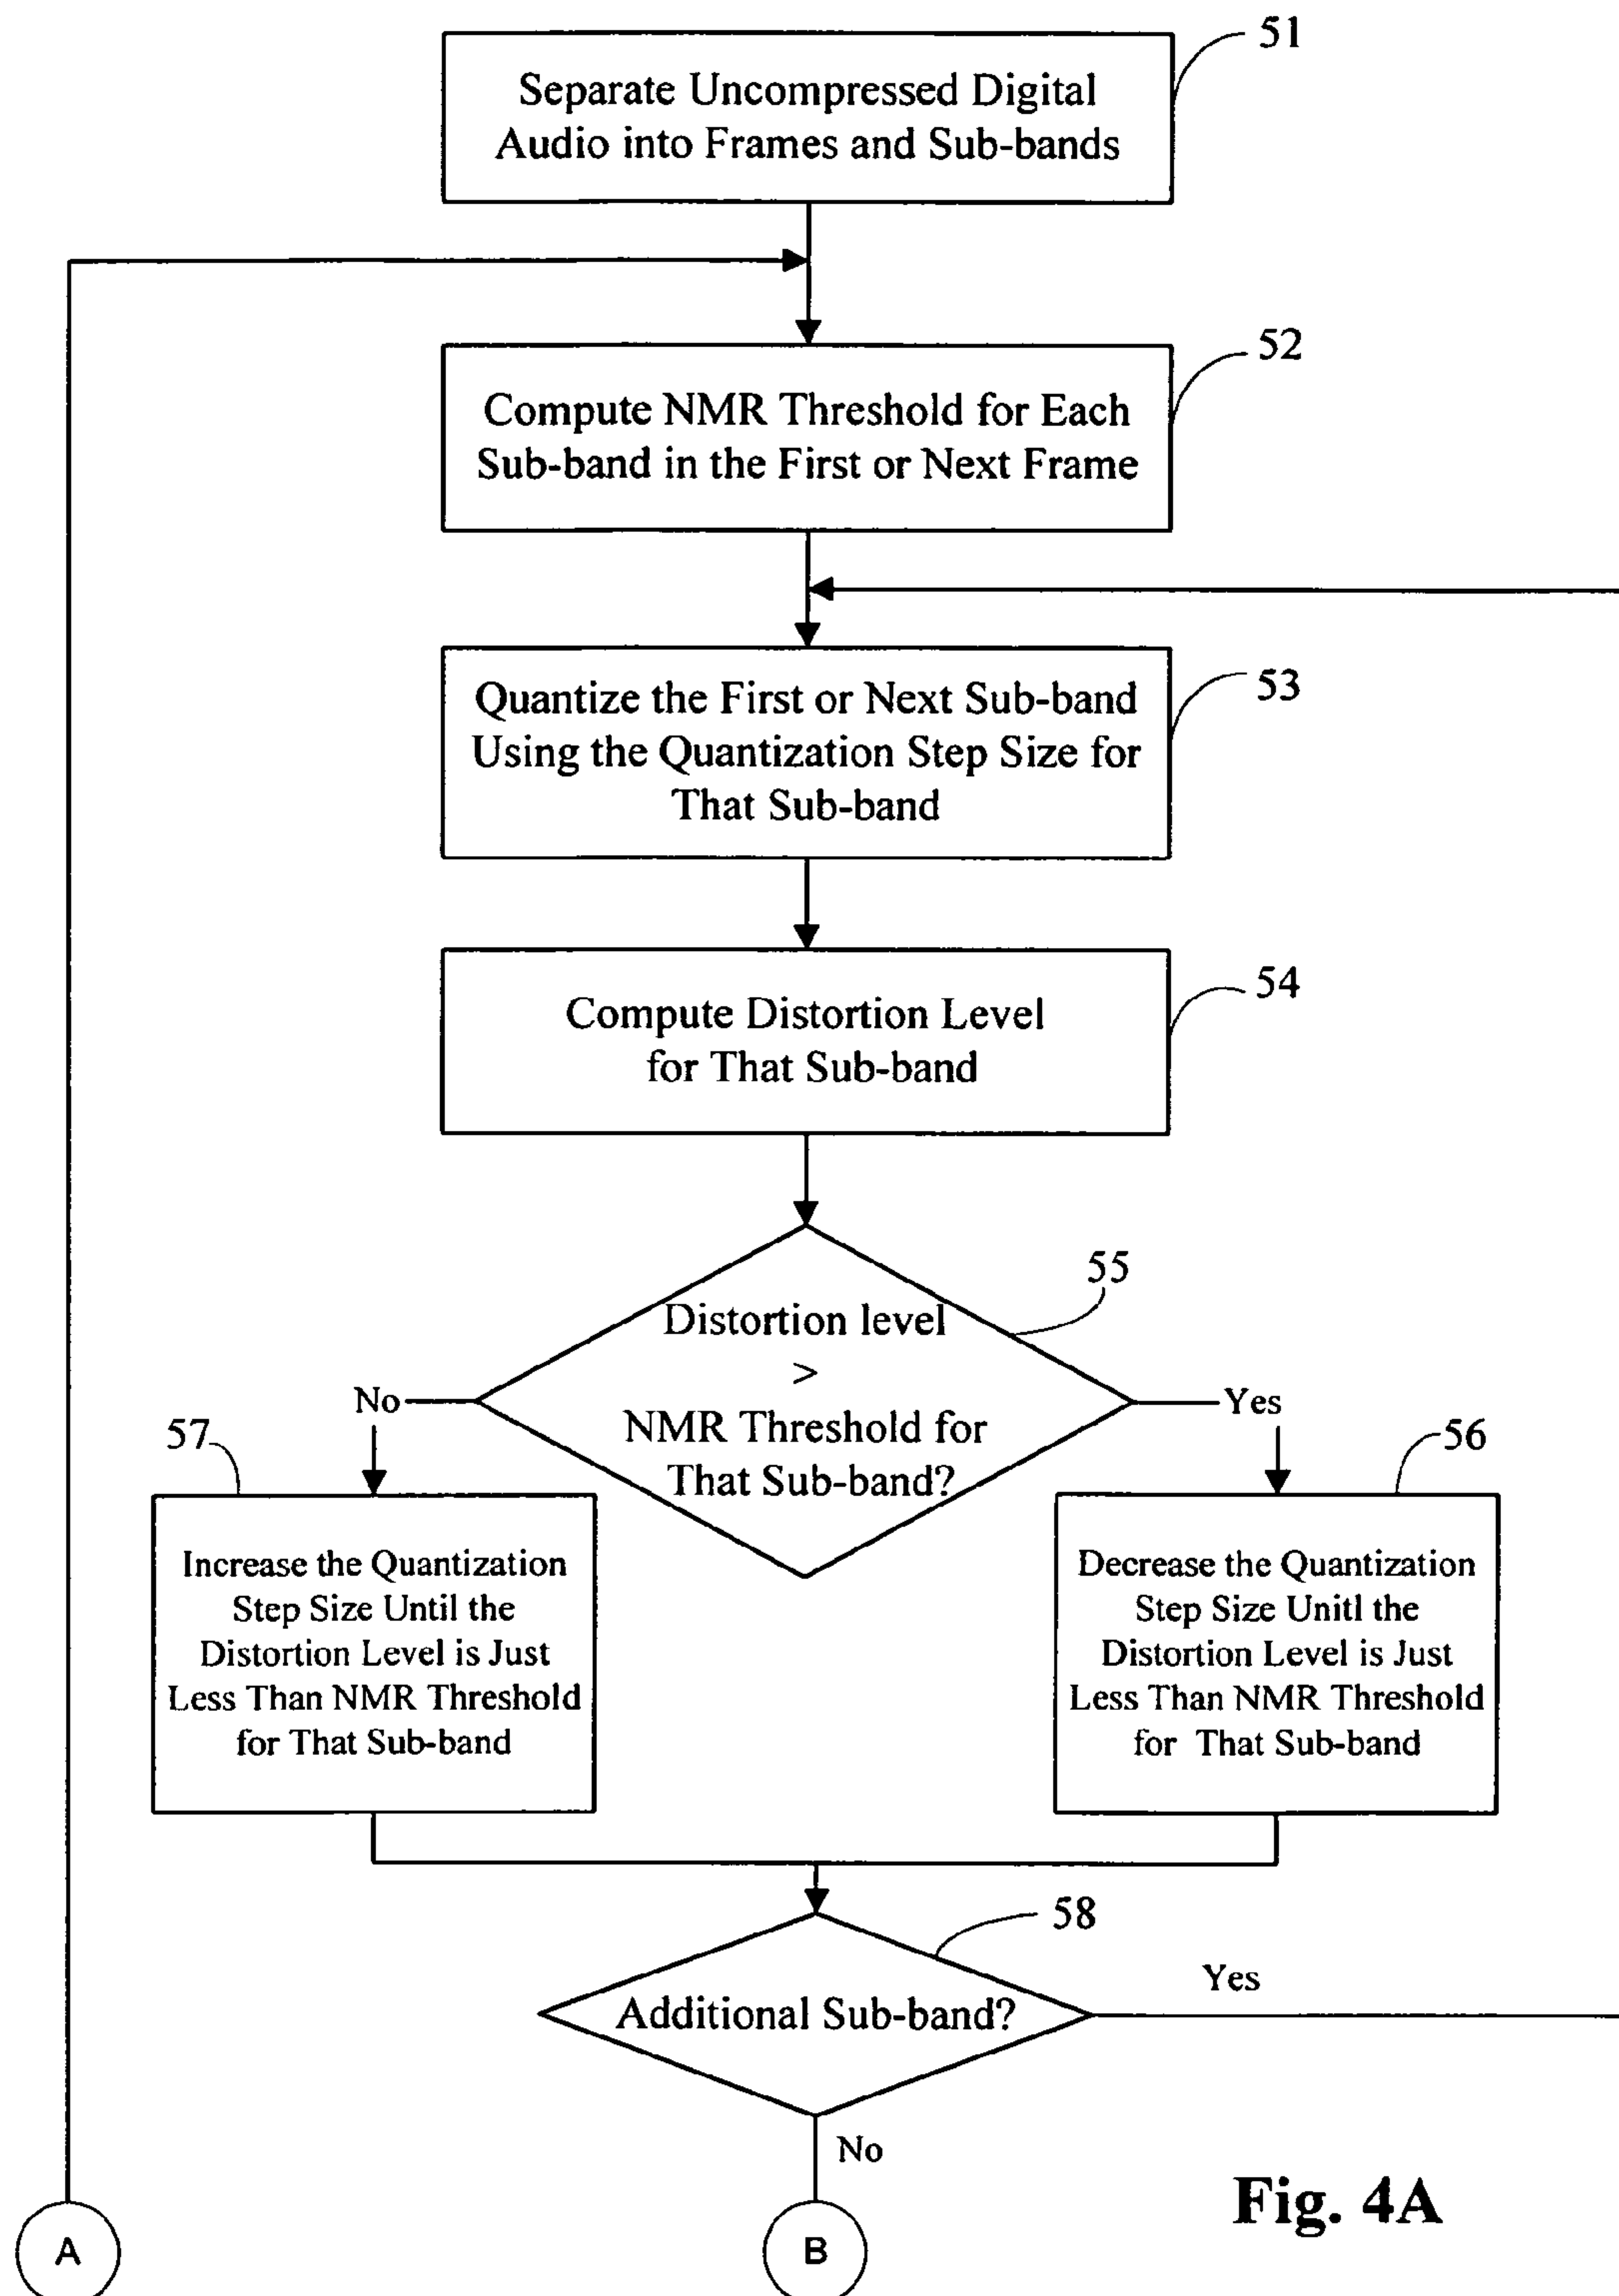 51
Separate Uncompressed Digital
Audio into Frames and Sub-bands
52
Compute NMR Threshold for Each
Sub-band in the First or Next Frame
53
Quantize the First or Next Sub-band
Using the Quantization Step Size for
That Sub-band
54
Compute Distortion Level
for That Sub-band
55
Distortion level
>
NMR Threshold for
That Sub-band?
No
Yes
57
56
Increase the Quantization
Step Size Until the
Distortion Level is Just
Less Than NMR Threshold
for That Sub-band
Decrease the Quantization
Step Size Unitl the
Distortion Level is Just
Less Than NMR Threshold
for That Sub-band
58
Additional Sub-band?
Yes
No
Fig. 4A
A
B